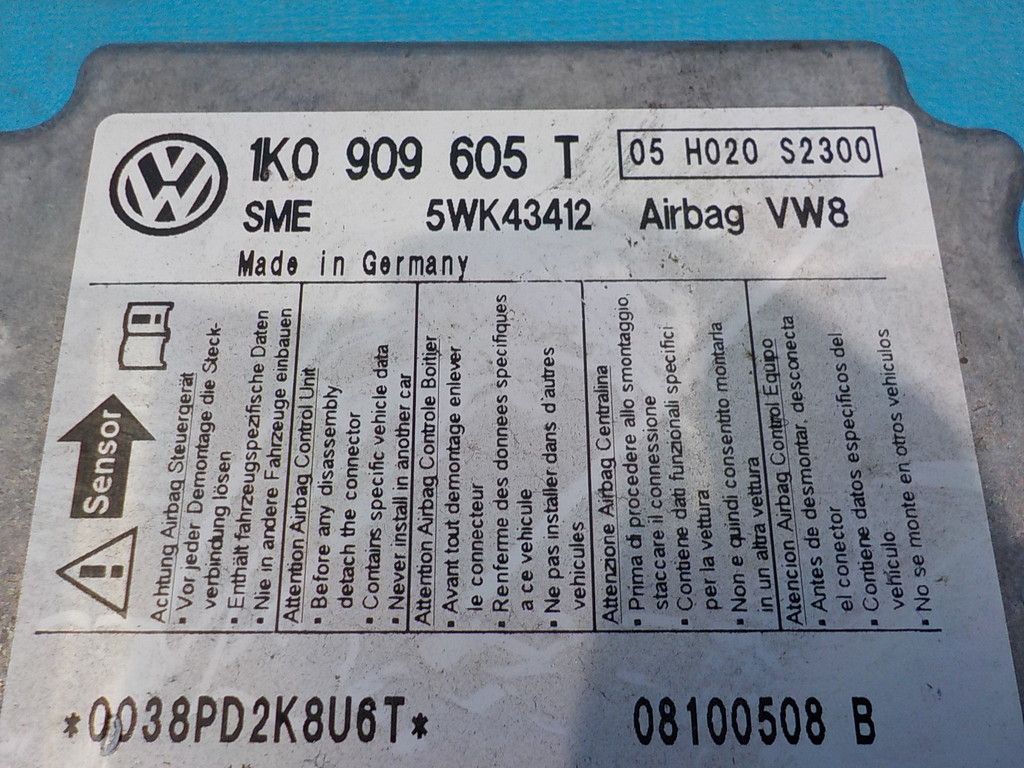 1K0 909 605 T
05 H020 S2300
SME 5WK43412 Airbag VW8
Made in Germany
Sensor
Achtung Airbag Steuergerät
• Vor jeder Demontage die Steck-
verbindung lösen
• Enthält fahrzeugspezifische Daten
• Nie in andere Fahrzeuge einbauen
Attention Airbag Control Unit
• Before any disassembly
detach the connector
• Contains specific vehicle data
• Never install in another car
Attention Airbag Controle Boitier
• Avant tout demontage enlever
le connecteur
• Renferme des données specifiques
a ce vehicule
• Ne pas installer dans d'autres
vehicules
Attenzione Airbag Centralina
• Prima di procedere allo smontaggio,
staccare il connessione
• Contiene dati funzionali specifici
per la vettura
• Non e quindi consentito montarla
in un altra vettura
Atencion Airbag Control Equipo
• Antes de desmontar, desconecta
el conector
• Contiene datos especificos del
vehículo
• No se monte en otros vehiculos
*0038PD2K8U6T*
08100508 B